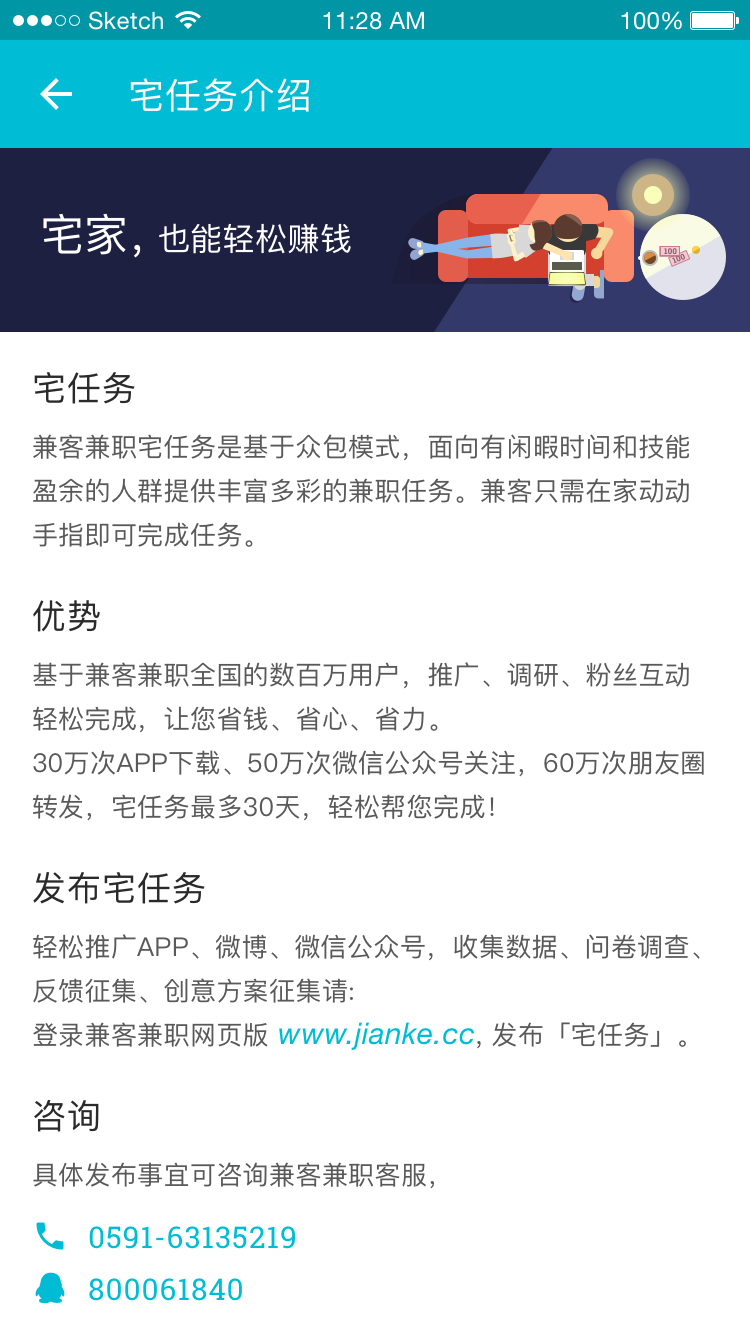 Sketch 11:28 AM 100%
宅任务介绍
宅家，也能轻松赚钱
100
100
宅任务
兼客兼职宅任务是基于众包模式，面向有闲暇时间和技能
盈余的人群提供丰富多彩的兼职任务。兼客只需在家动动
手指即可完成任务。
优势
基于兼客兼职全国的数百万用户，推广、调研、粉丝互动
轻松完成，让您省钱、省心、省力。
30万次APP下载、50万次微信公众号关注，60万次朋友圈
转发，宅任务最多30天，轻松帮您完成！
发布宅任务
轻松推广APP、微博、微信公众号，收集数据、问卷调查、
反馈征集、创意方案征集请:
登录兼客兼职网页版 www.jianke.cc, 发布「宅任务」。
咨询
具体发布事宜可咨询兼客兼职客服，
0591-63135219
800061840